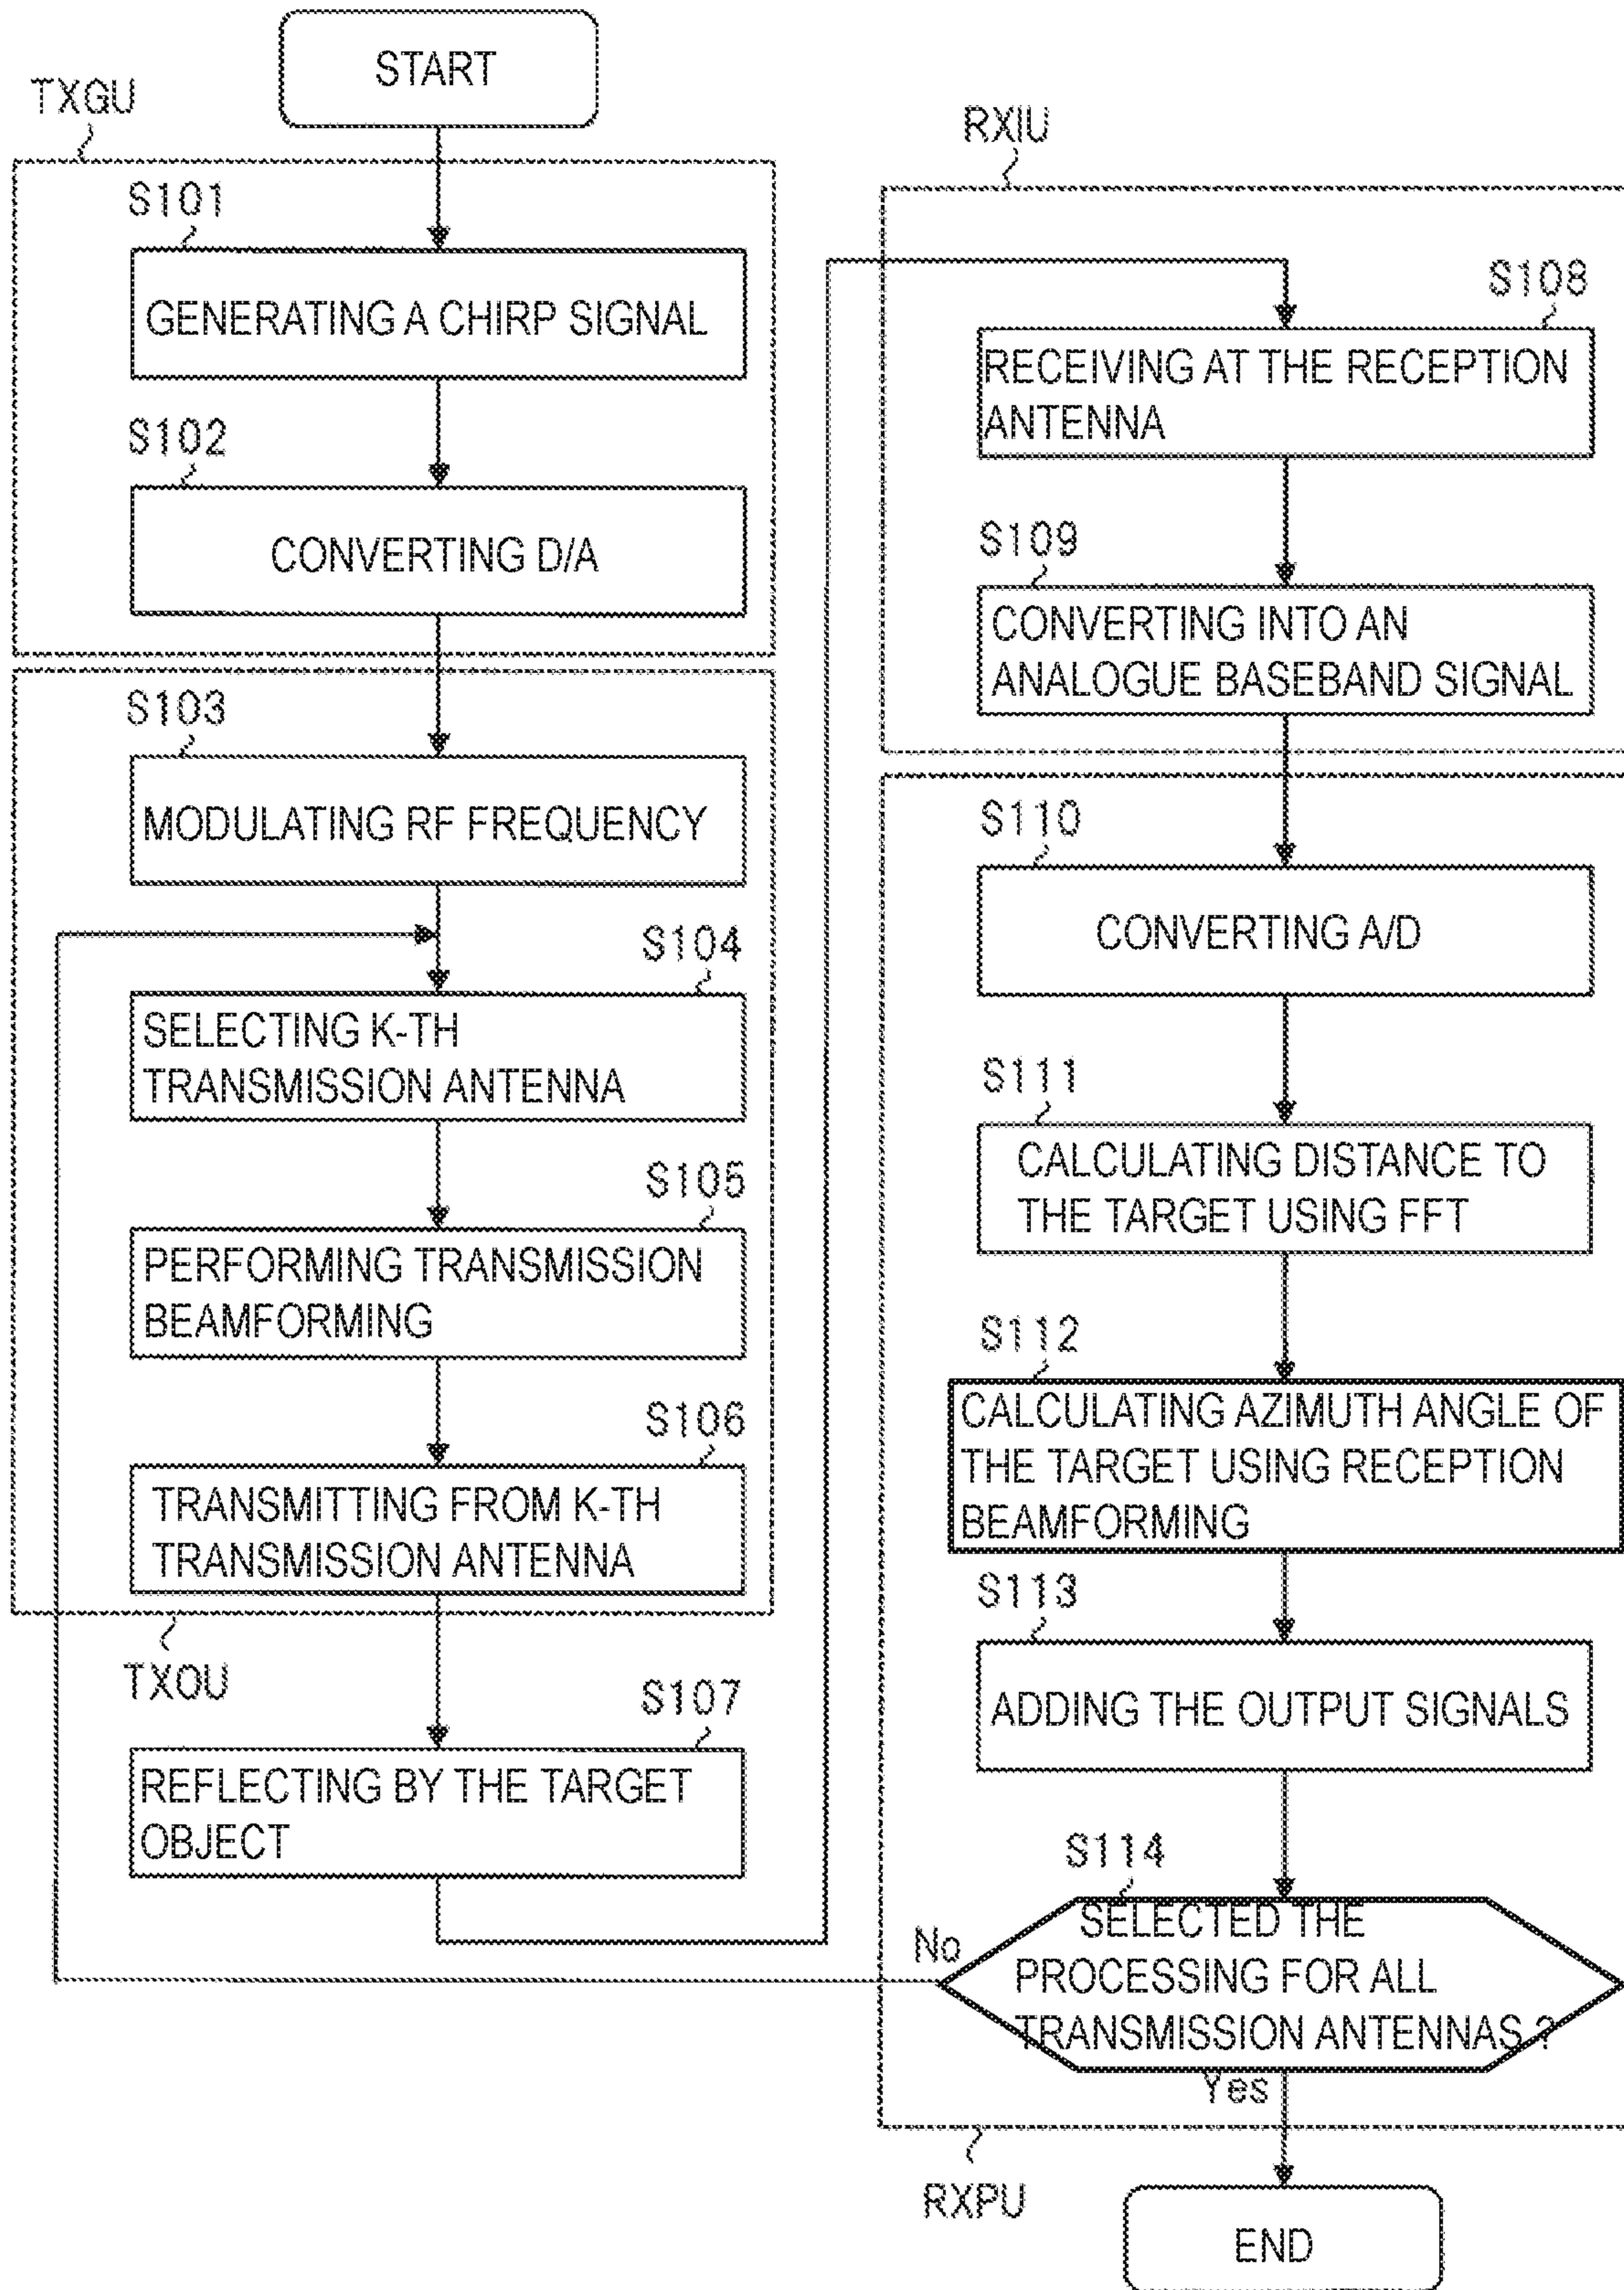 START
TXGU
S101
GENERATING A CHIRP SIGNAL
S102
CONVERTING D/A
S103
MODULATING RF FREQUENCY
S104
SELECTING K-TH
TRANSMISSION ANTENNA
S105
PERFORMING TRANSMISSION
BEAMFORMING
S106
TRANSMITTING FROM K-TH
TRANSMISSION ANTENNA
TXOU
S107
REFLECTING BY THE TARGET
OBJECT
RXIU
S108
RECEIVING AT THE RECEPTION
ANTENNA
S109
CONVERTING INTO AN
ANALOGUE BASEBAND SIGNAL
S110
CONVERTING A/D
S111
CALCULATING DISTANCE TO
THE TARGET USING FFT
S112
CALCULATING AZIMUTH ANGLE OF
THE TARGET USING RECEPTION
BEAMFORMING
S113
ADDING THE OUTPUT SIGNALS
S114
SELECTED THE
PROCESSING FOR ALL
TRANSMISSION ANTENNAS ?
No
Yes
RXPU
END